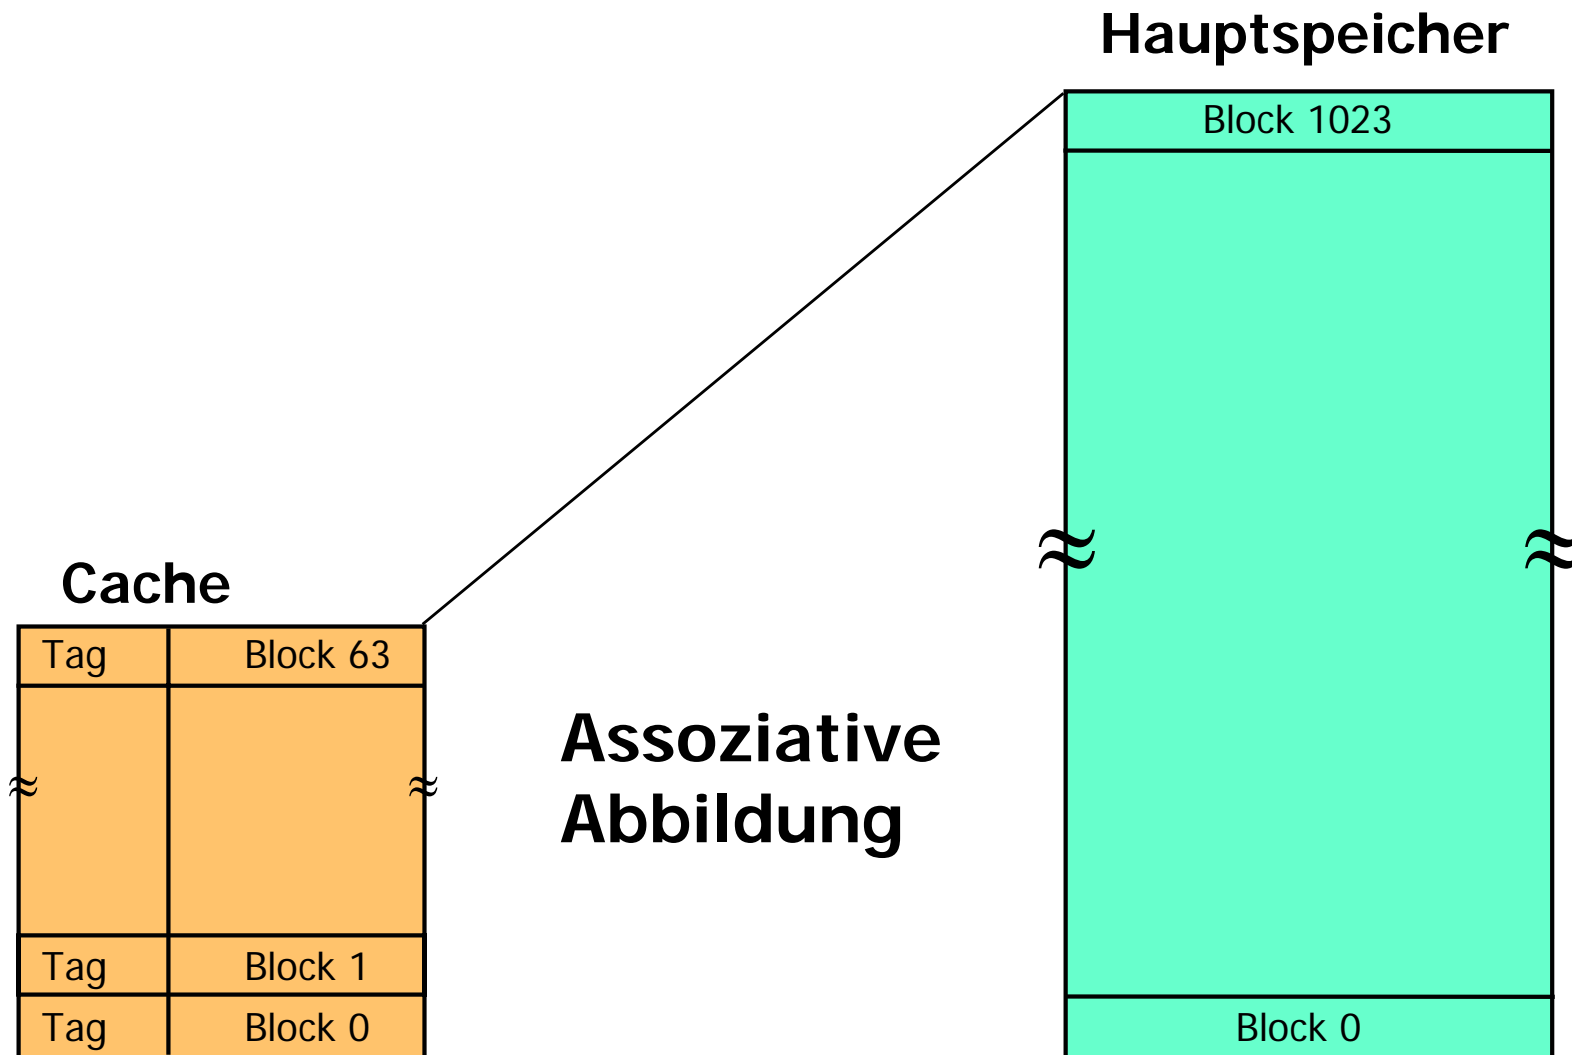 Hauptspeicher
Block 1023
Cache
Tag Block 63
Assoziative
Abbildung
≈ ≈
≈ ≈
Tag Block 1
Tag Block 0
Block 0